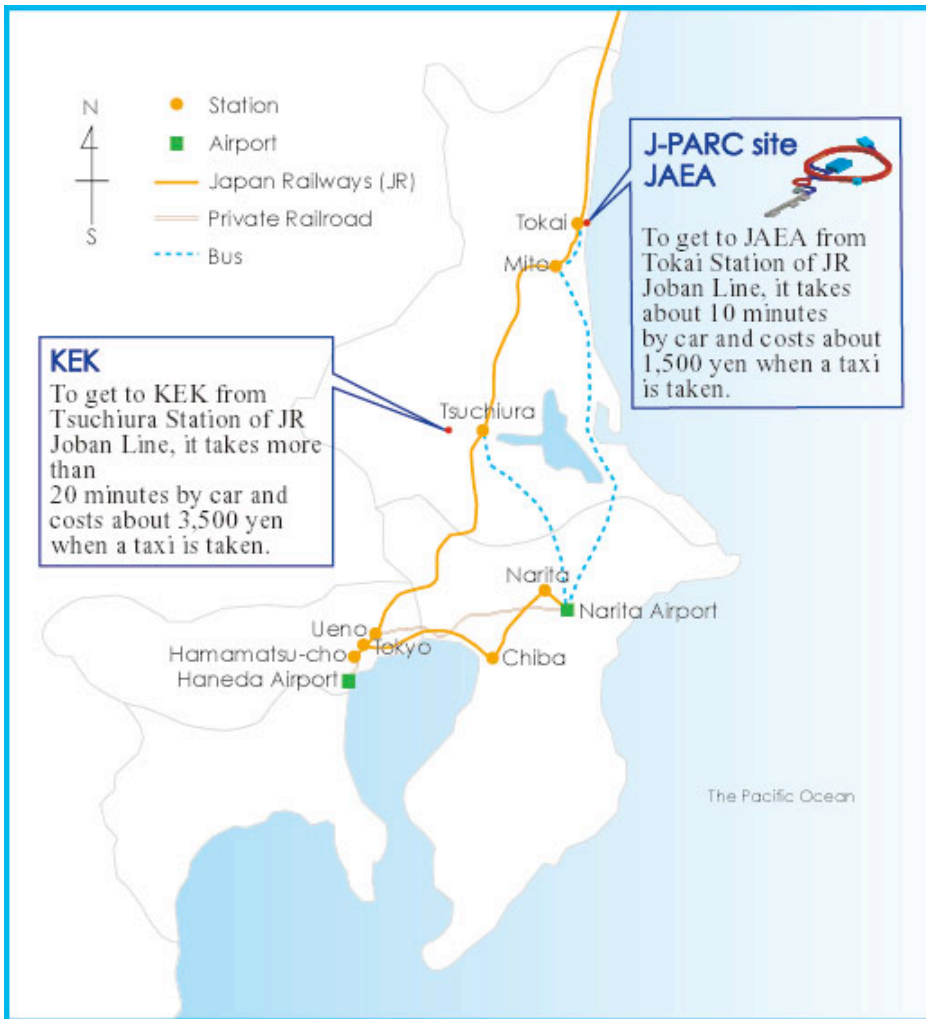 N
S
Station
Airport
Japan Railways (JR)
Private Railroad
Bus
J-PARC site
JAEA
To get to JAEA from
Tokai Station of JR
Joban Line, it takes
about 10 minutes
by car and costs about
1,500 yen when a taxi
is taken.
Tokai
Mito
KEK
To get to KEK from
Tsuchiura Station of JR
Joban Line, it takes more
than
20 minutes by car and
costs about 3,500 yen
when a taxi is taken.
Tsuchiura
Narita
Narita Airport
Ueno
Tokyo
Hamamatsu-cho
Chiba
Haneda Airport
The Pacific Ocean